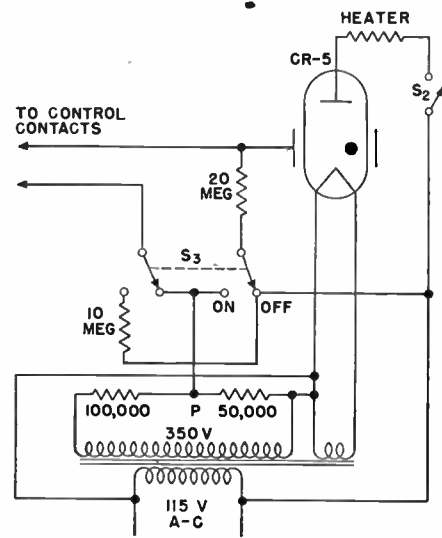 HEATER
CR-5
S2
TO CONTROL
CONTACTS
20
MEG
S3
ON
OFF
10
MEG
100,000
P
50,000
350 V
115 V
A-C